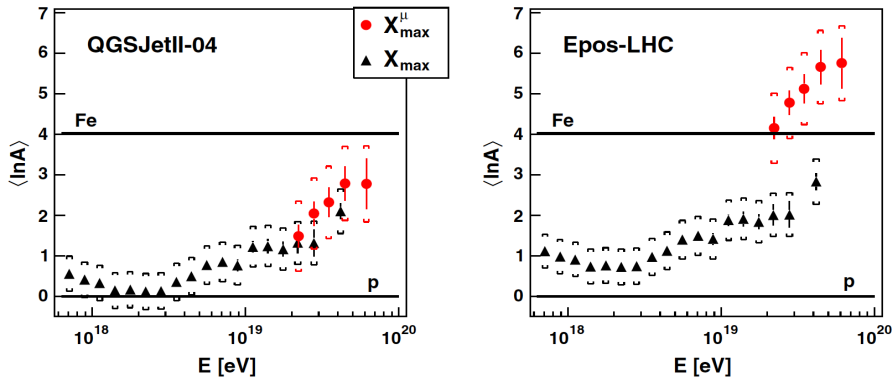 7
6
5
4
3
2
1
0
⟨lnA⟩
QGSJetII-04
X^μ_max
X_max
Fe
p
10^18
10^19
10^20
E [eV]
7
6
5
4
3
2
1
0
⟨lnA⟩
Epos-LHC
Fe
p
10^18
10^19
10^20
E [eV]